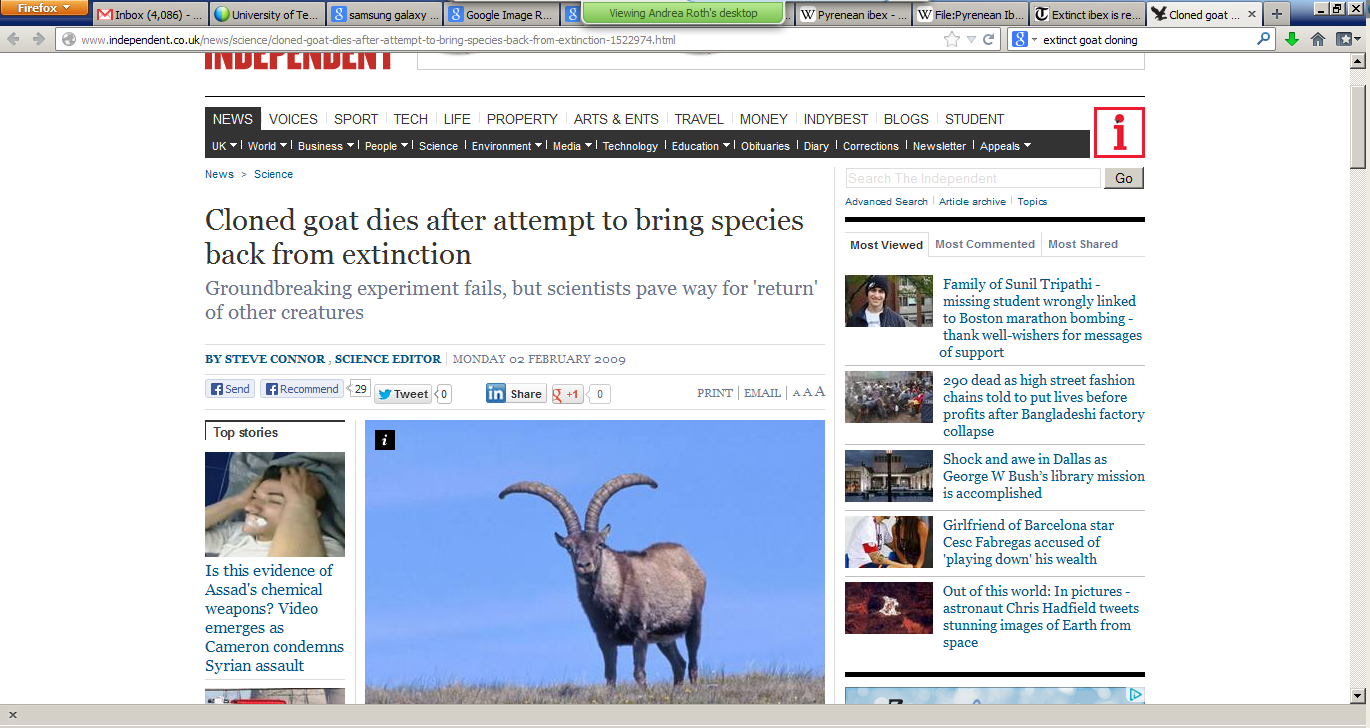 Firefox
Inbox (4,086) - ...
University of Te...
samsung galaxy ...
Google Image R...
Viewing Andrea Roth's desktop
Pyrenean ibex - ...
File:Pyrenean Ib...
Extinct ibex is re...
Cloned goat ...
www.independent.co.uk/news/science/cloned-goat-dies-after-attempt-to-bring-species-back-from-extinction-1522974.html
extinct goat cloning
INDEPENDENT
NEWS VOICES SPORT TECH LIFE PROPERTY ARTS & ENTS TRAVEL MONEY INDYBEST BLOGS STUDENT
UK World Business People Science Environment Media Technology Education Obituaries Diary Corrections Newsletter Appeals
i
News > Science
Search The Independent Go
Advanced Search Article archive Topics
Cloned goat dies after attempt to bring species
back from extinction
Groundbreaking experiment fails, but scientists pave way for 'return'
of other creatures
BY STEVE CONNOR , SCIENCE EDITOR MONDAY 02 FEBRUARY 2009
Send Recommend 29 Tweet 0 Share +1 0 PRINT EMAIL A A A
Top stories
Is this evidence of
Assad's chemical
weapons? Video
emerges as
Cameron condemns
Syrian assault
i
Most Viewed Most Commented Most Shared
Family of Sunil Tripathi -
missing student wrongly linked
to Boston marathon bombing -
thank well-wishers for messages
of support
290 dead as high street fashion
chains told to put lives before
profits after Bangladeshi factory
collapse
Shock and awe in Dallas as
George W Bush's library mission
is accomplished
Girlfriend of Barcelona star
Cesc Fabregas accused of
'playing down' his wealth
Out of this world: In pictures -
astronaut Chris Hadfield tweets
stunning images of Earth from
space